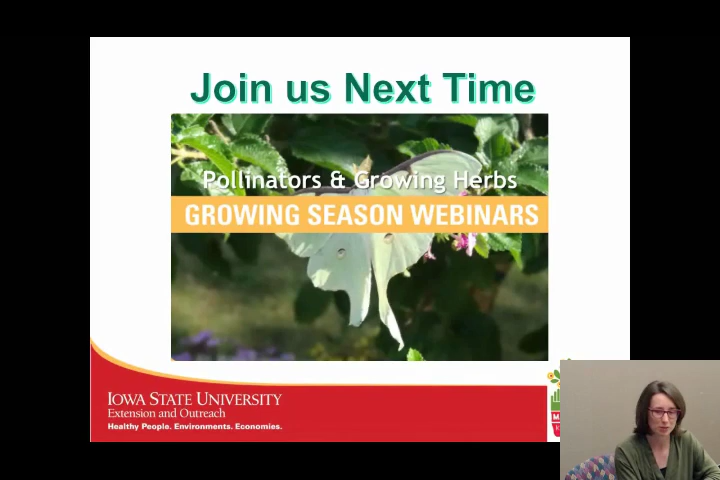 Join us Next Time
Pollinators & Growing Herbs
GROWING SEASON WEBINARS
IOWA STATE UNIVERSITY
Extension and Outreach
Healthy People. Environments. Economies.